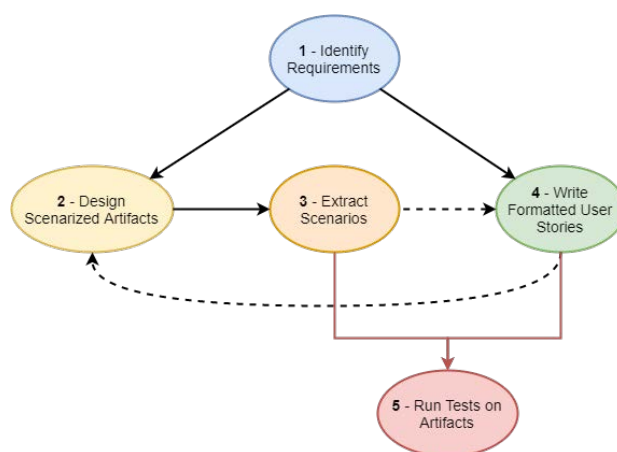 1 - Identify
Requirements
2 - Design
Scenarized Artifacts
3 - Extract
Scenarios
4 - Write
Formatted User
Stories
5 - Run Tests on
Artifacts